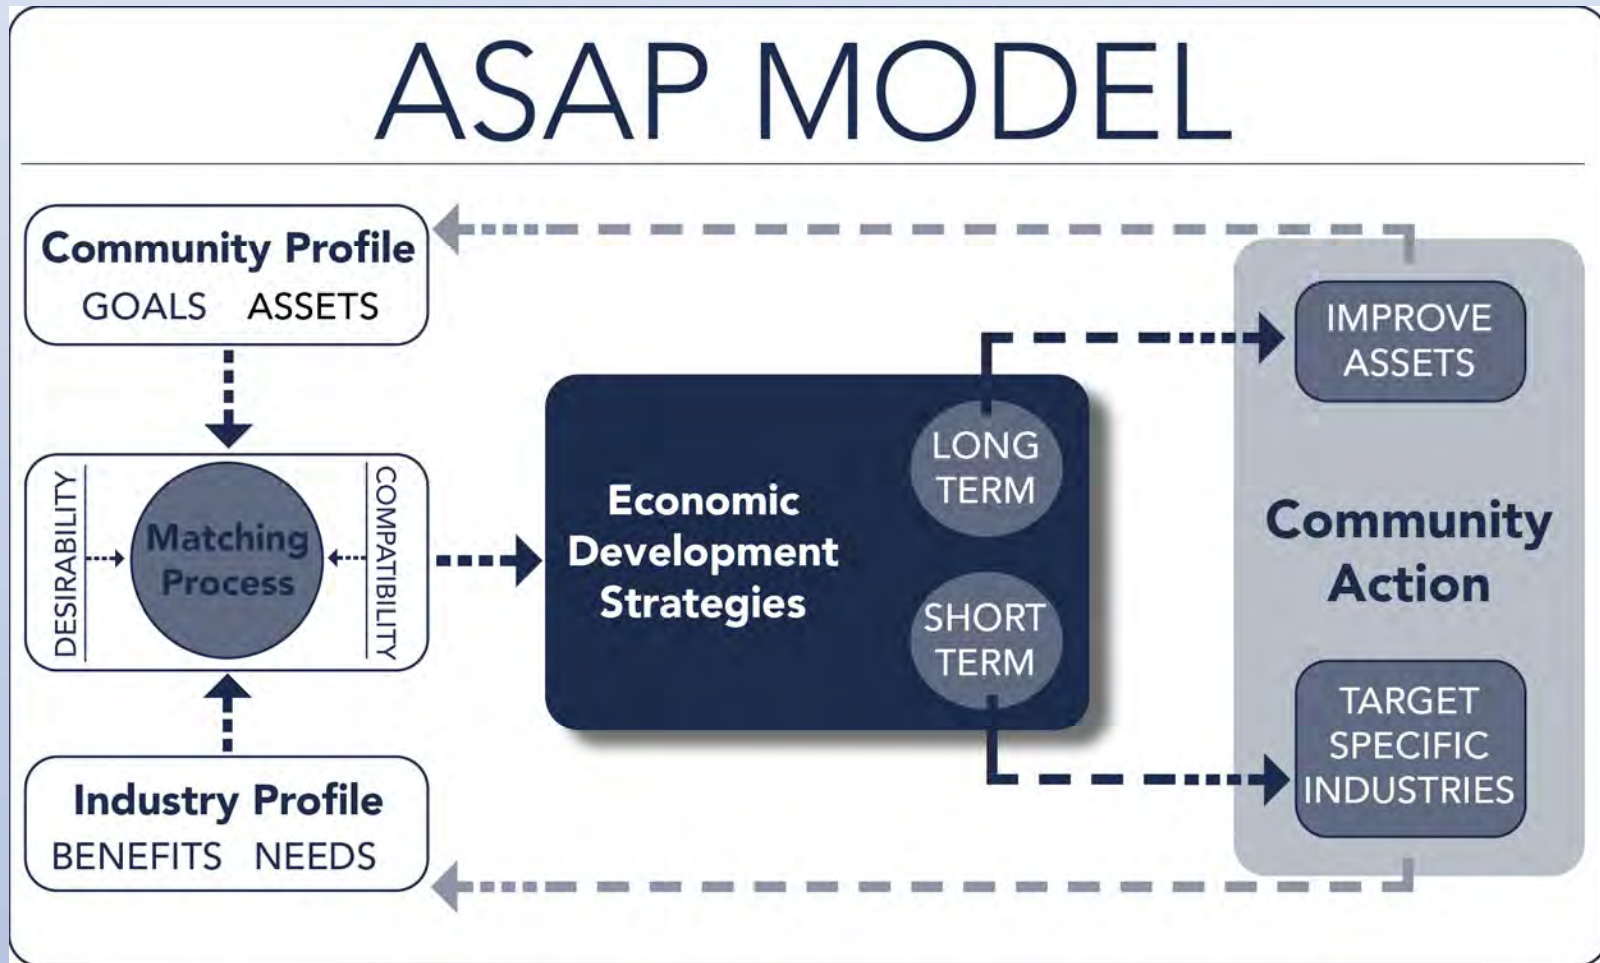 ASAP MODEL
Community Profile
GOALS ASSETS
DESIRABILITY
Matching
Process
COMPATIBILITY
Industry Profile
BENEFITS NEEDS
Economic
Development
Strategies
LONG
TERM
SHORT
TERM
IMPROVE
ASSETS
Community
Action
TARGET
SPECIFIC
INDUSTRIES